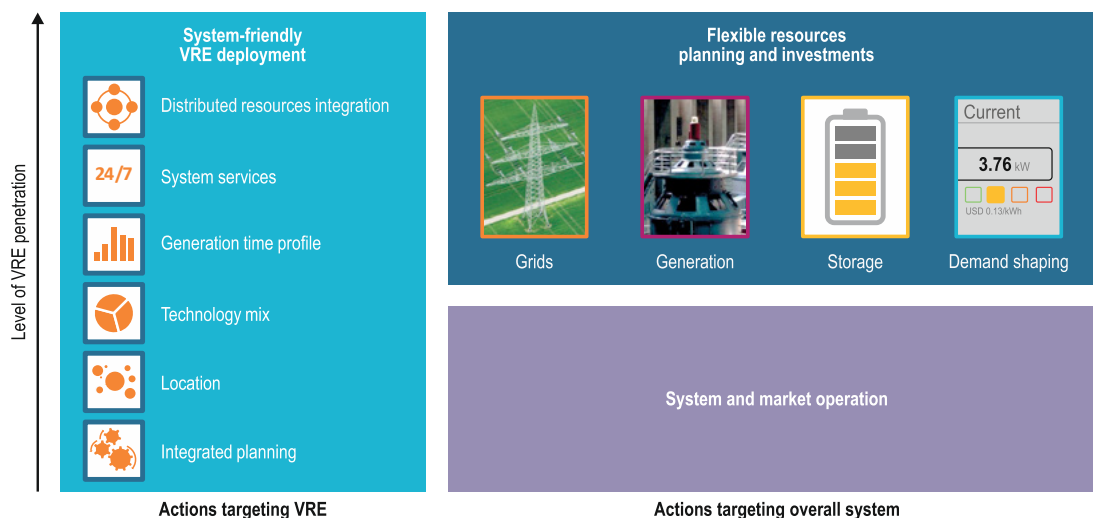 Level of VRE penetration
System-friendly
VRE deployment
Distributed resources integration
24/7
System services
Generation time profile
Technology mix
Location
Integrated planning
Actions targeting VRE
Flexible resources
planning and investments
Current
3.76 kW
USD 0.13/kWh
Grids
Generation
Storage
Demand shaping
System and market operation
Actions targeting overall system